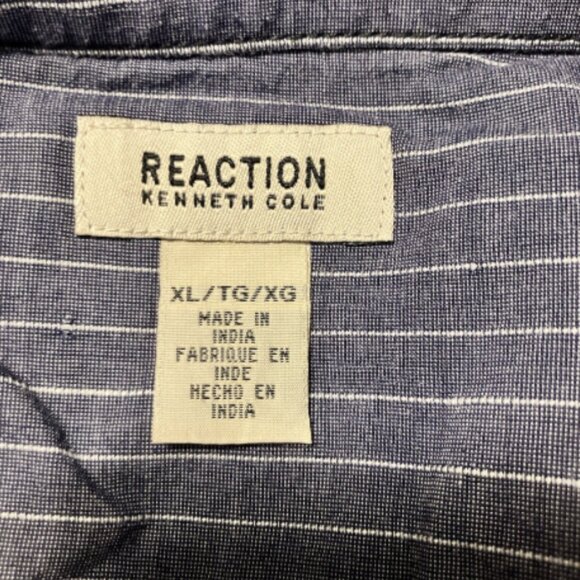 REACTION
KENNETH COLE
XL/TG/XG
MADE IN
INDIA
FABRIQUE EN
INDE
HECHO EN
INDIA